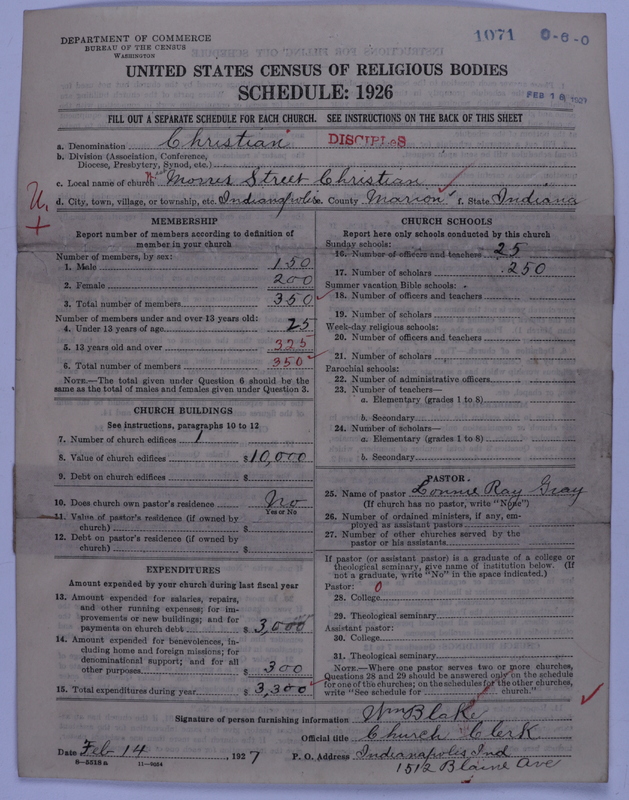 DEPARTMENT OF COMMERCE
BUREAU OF THE CENSUS
WASHINGTON
1071 0-6-0
UNITED STATES CENSUS OF RELIGIOUS BODIES
SCHEDULE: 1926
FEB 16 1927
FILL OUT A SEPARATE SCHEDULE FOR EACH CHURCH. SEE INSTRUCTIONS ON THE BACK OF THIS SHEET
a. Denomination Christian DISCIPLES
b. Division (Association, Conference,
Diocese, Presbytery, Synod, etc.)
c. Local name of church Morris Street Christian
d. City, town, village, or township, etc. Indianapolis e. County Marion f. State Indiana
MEMBERSHIP
Report number of members according to definition of
member in your church
Number of members, by sex:
1. Male 150
2. Female 200
3. Total number of members 350
Number of members under and over 13 years old:
4. Under 13 years of age 25
5. 13 years old and over 325
6. Total number of members 350
NOTE.—The total given under Question 6 should be the
same as the total of males and females given under Question 3.
CHURCH BUILDINGS
See instructions, paragraphs 10 to 12
7. Number of church edifices 1
8. Value of church edifices $10,000
9. Debt on church edifices $
10. Does church own pastor's residence No
Yes or No
11. Value of pastor's residence (if owned by
church) $
12. Debt on pastor's residence (if owned by
church) $
EXPENDITURES
Amount expended by your church during last fiscal year
13. Amount expended for salaries, repairs,
and other running expenses; for im-
provements or new buildings; and for
payments on church debt $ 3,000
14. Amount expended for benevolences, in-
cluding home and foreign missions; for
denominational support; and for all
other purposes $ 300
15. Total expenditures during year $ 3,300
CHURCH SCHOOLS
Report here only schools conducted by this church
Sunday schools:
16. Number of officers and teachers 25
17. Number of scholars 250
Summer vacation Bible schools:
18. Number of officers and teachers
19. Number of scholars
Week-day religious schools:
20. Number of officers and teachers
21. Number of scholars
Parochial schools:
22. Number of administrative officers
23. Number of teachers—
a. Elementary (grades 1 to 8)
b. Secondary
24. Number of scholars—
a. Elementary (grades 1 to 8)
b. Secondary
PASTOR
25. Name of pastor Lonnie Ray Gray
(If church has no pastor, write "None")
26. Number of ordained ministers, if any, em-
ployed as assistant pastors
27. Number of other churches served by the
pastor or his assistants
If pastor (or assistant pastor) is a graduate of a college or
theological seminary, give name of institution below. (If
not a graduate, write "No" in the space indicated.)
Pastor: 0
28. College
29. Theological seminary
Assistant pastor:
30. College
31. Theological seminary
NOTE.—Where one pastor serves two or more churches,
Questions 28 and 29 should be answered only on the schedule
for one of the churches; on the schedules for the other churches,
write "See schedule for church."
Signature of person furnishing information Wm Blake
Official title Church Clerk
Date Feb 14, 1927 P. O. Address Indianapolis Ind
8-5518a 11-9884 1512 Blaine Ave